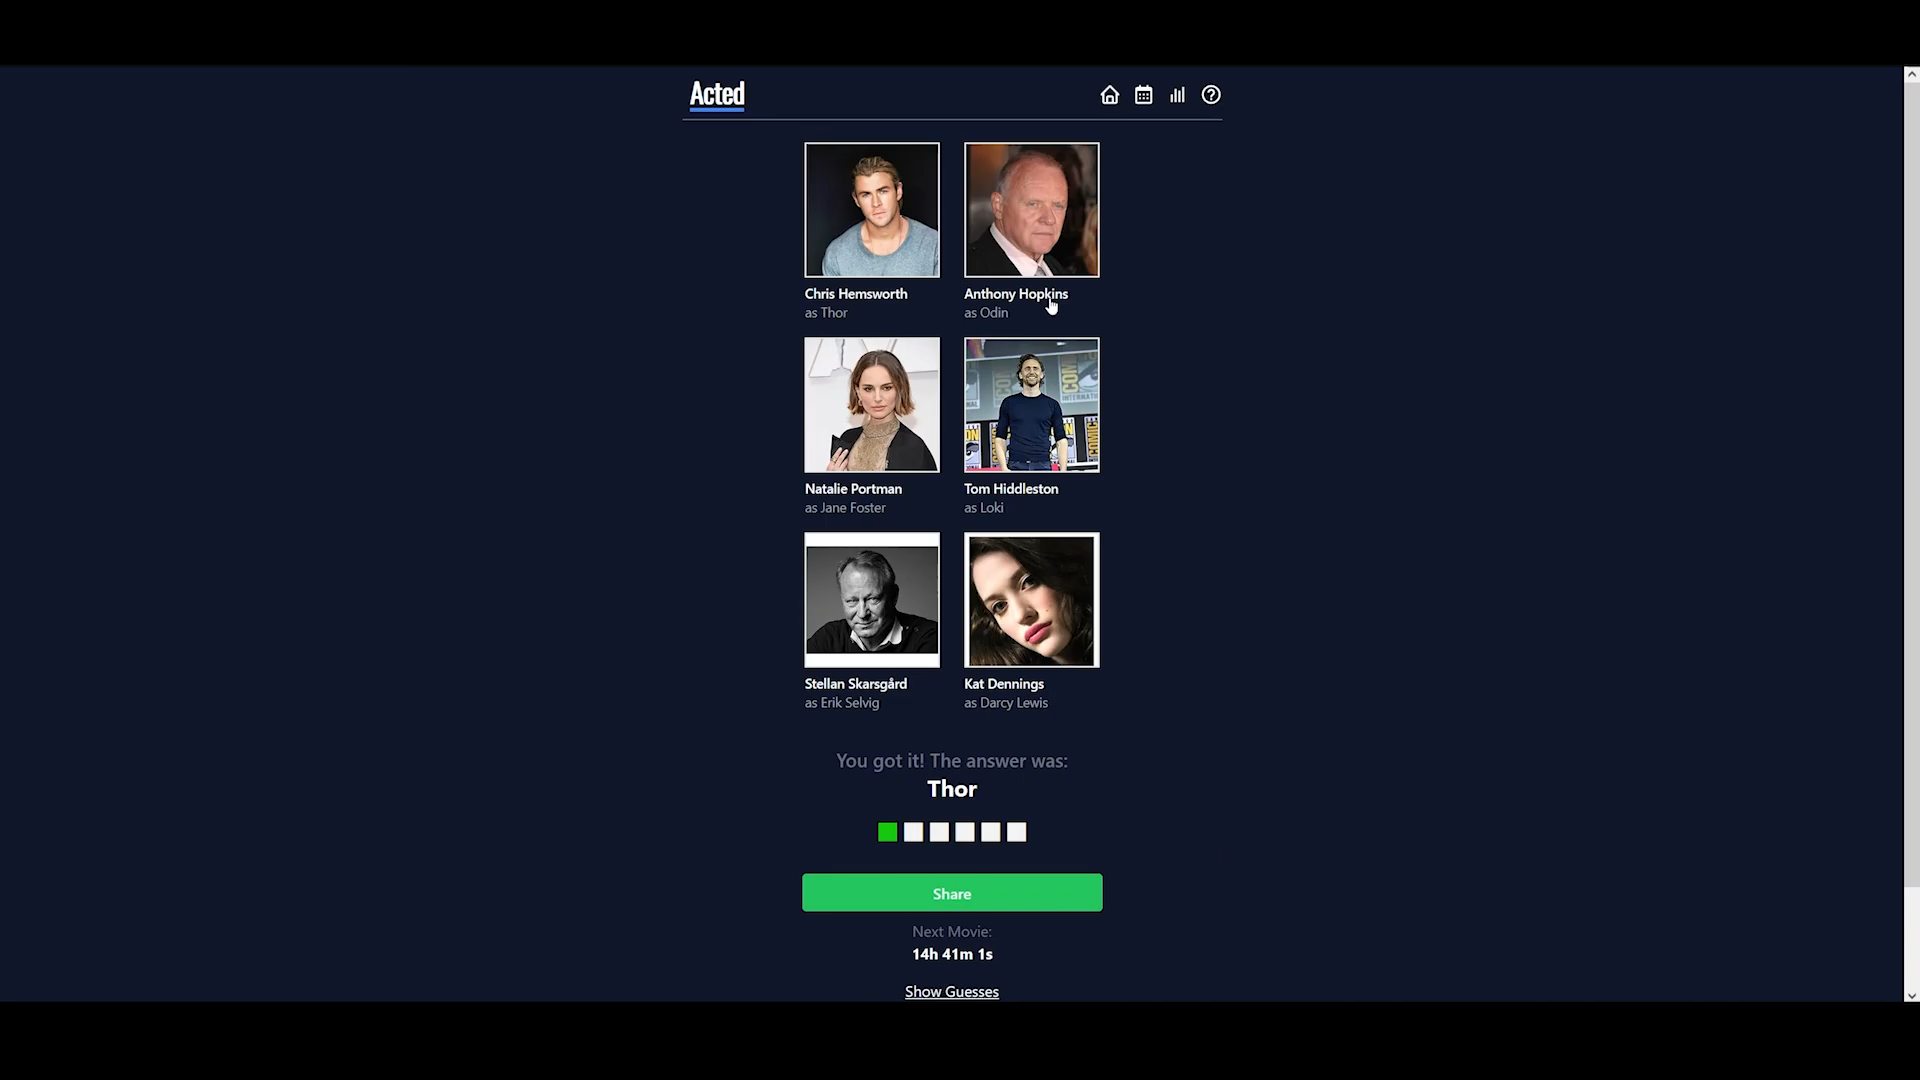 Acted
Chris Hemsworth
as Thor
Anthony Hopkins
as Odin
Natalie Portman
as Jane Foster
Tom Hiddleston
as Loki
Stellan Skarsgård
as Erik Selvig
Kat Dennings
as Darcy Lewis
You got it! The answer was:
Thor
Share
Next Movie:
14h 41m 1s
Show Guesses